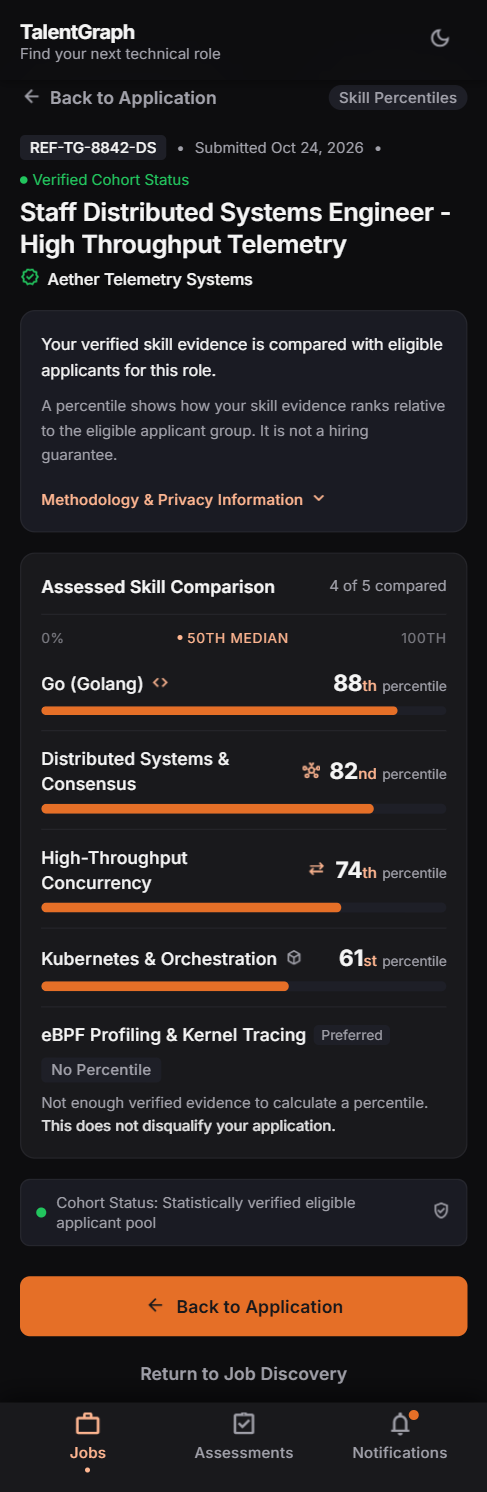 TalentGraph
Find your next technical role
Back to Application
Skill Percentiles
REF-TG-8842-DS • Submitted Oct 24, 2026 •
Verified Cohort Status
Staff Distributed Systems Engineer -
High Throughput Telemetry
Aether Telemetry Systems
Your verified skill evidence is compared with eligible
applicants for this role.
A percentile shows how your skill evidence ranks relative
to the eligible applicant group. It is not a hiring
guarantee.
Methodology & Privacy Information
Assessed Skill Comparison
4 of 5 compared
0%
50TH MEDIAN
100TH
Go (Golang)
88th percentile
Distributed Systems &
Consensus
82nd percentile
High-Throughput
Concurrency
74th percentile
Kubernetes & Orchestration
61st percentile
eBPF Profiling & Kernel Tracing
Preferred
No Percentile
Not enough verified evidence to calculate a percentile.
This does not disqualify your application.
Cohort Status: Statistically verified eligible
applicant pool
Back to Application
Return to Job Discovery
Jobs
Assessments
Notifications